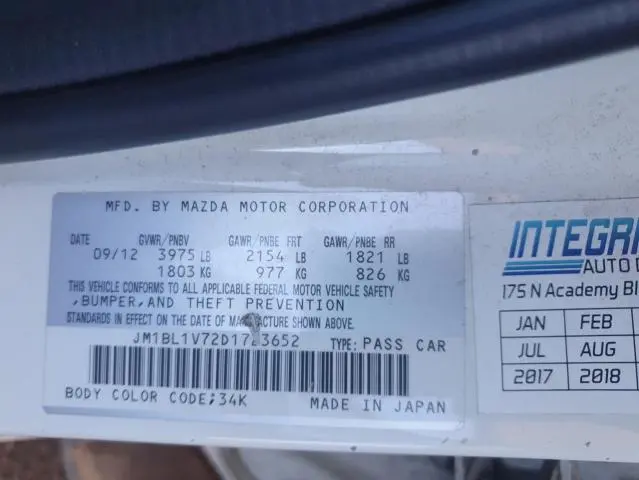 MFD. BY MAZDA MOTOR CORPORATION
DATE GVWR/PNBV GAWR/PNBE FRT GAWR/PNBE RR
09/12 3975 LB 2154 LB 1821 LB
1803 KG 977 KG 826 KG
THIS VEHICLE CONFORMS TO ALL APPLICABLE FEDERAL MOTOR VEHICLE SAFETY
,BUMPER,AND THEFT PREVENTION
STANDARDS IN EFFECT ON THE DATE OF MANUFACTURE SHOWN ABOVE.
TYPE: PASS CAR
BODY COLOR CODE;34K MADE IN JAPAN
AUTO
175 N Academy
JAN FEB
JUL AUG
2017 2018